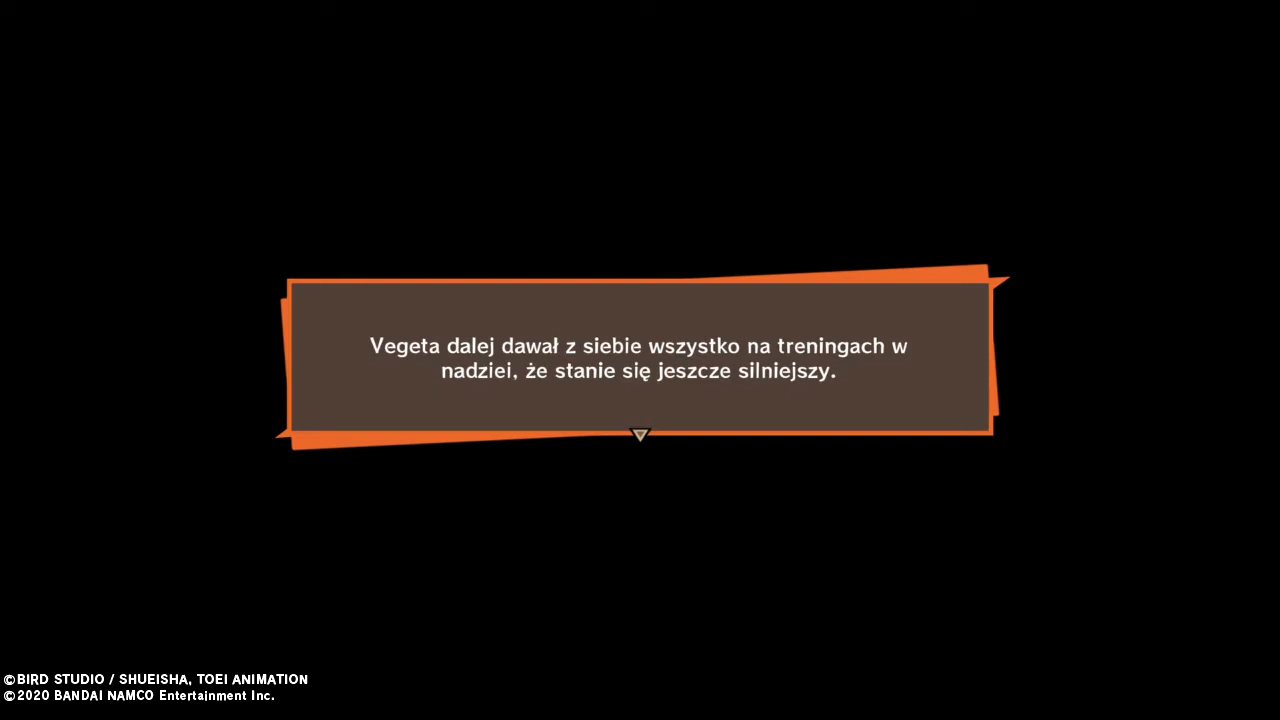 Vegeta dalej dawał z siebie wszystko na treningach w
nadziei, że stanie się jeszcze silniejszy.
©BIRD STUDIO / SHUEISHA, TOEI ANIMATION
©2020 BANDAI NAMCO Entertainment Inc.